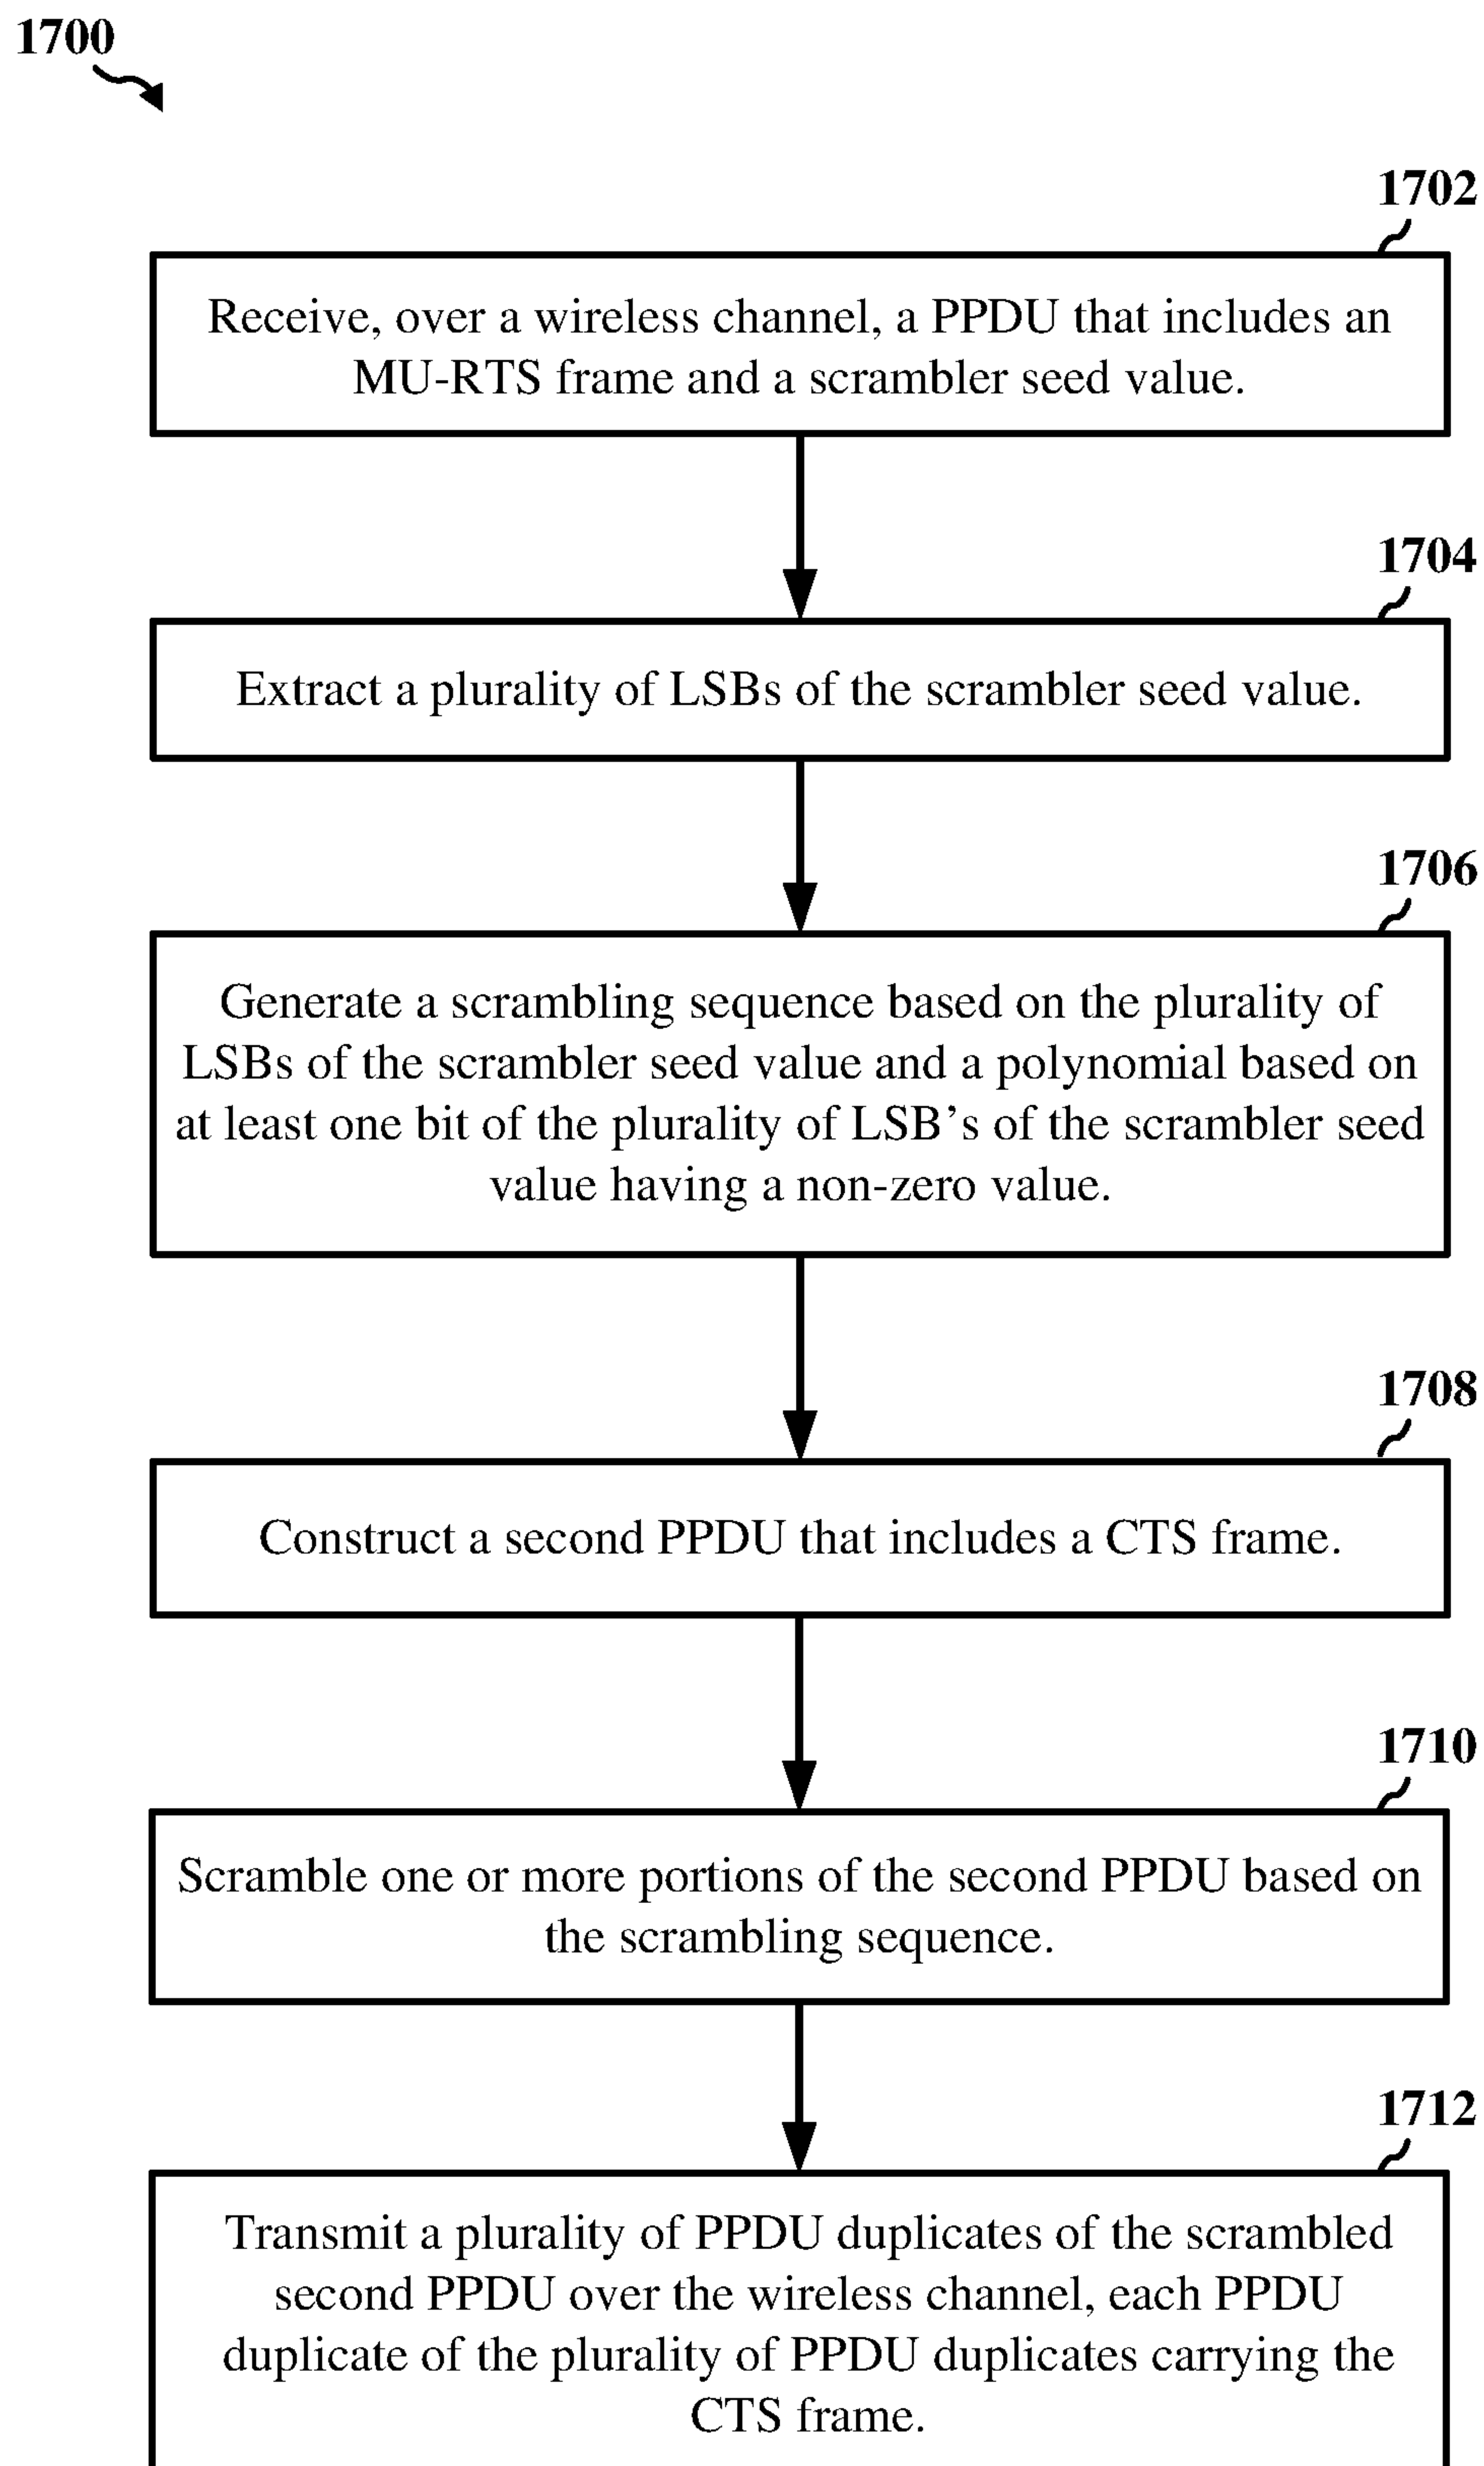 1700
1702
Receive, over a wireless channel, a PPDU that includes an
MU-RTS frame and a scrambler seed value.
1704
Extract a plurality of LSBs of the scrambler seed value.
1706
Generate a scrambling sequence based on the plurality of
LSBs of the scrambler seed value and a polynomial based on
at least one bit of the plurality of LSB’s of the scrambler seed
value having a non-zero value.
1708
Construct a second PPDU that includes a CTS frame.
1710
Scramble one or more portions of the second PPDU based on
the scrambling sequence.
1712
Transmit a plurality of PPDU duplicates of the scrambled
second PPDU over the wireless channel, each PPDU
duplicate of the plurality of PPDU duplicates carrying the
CTS frame.